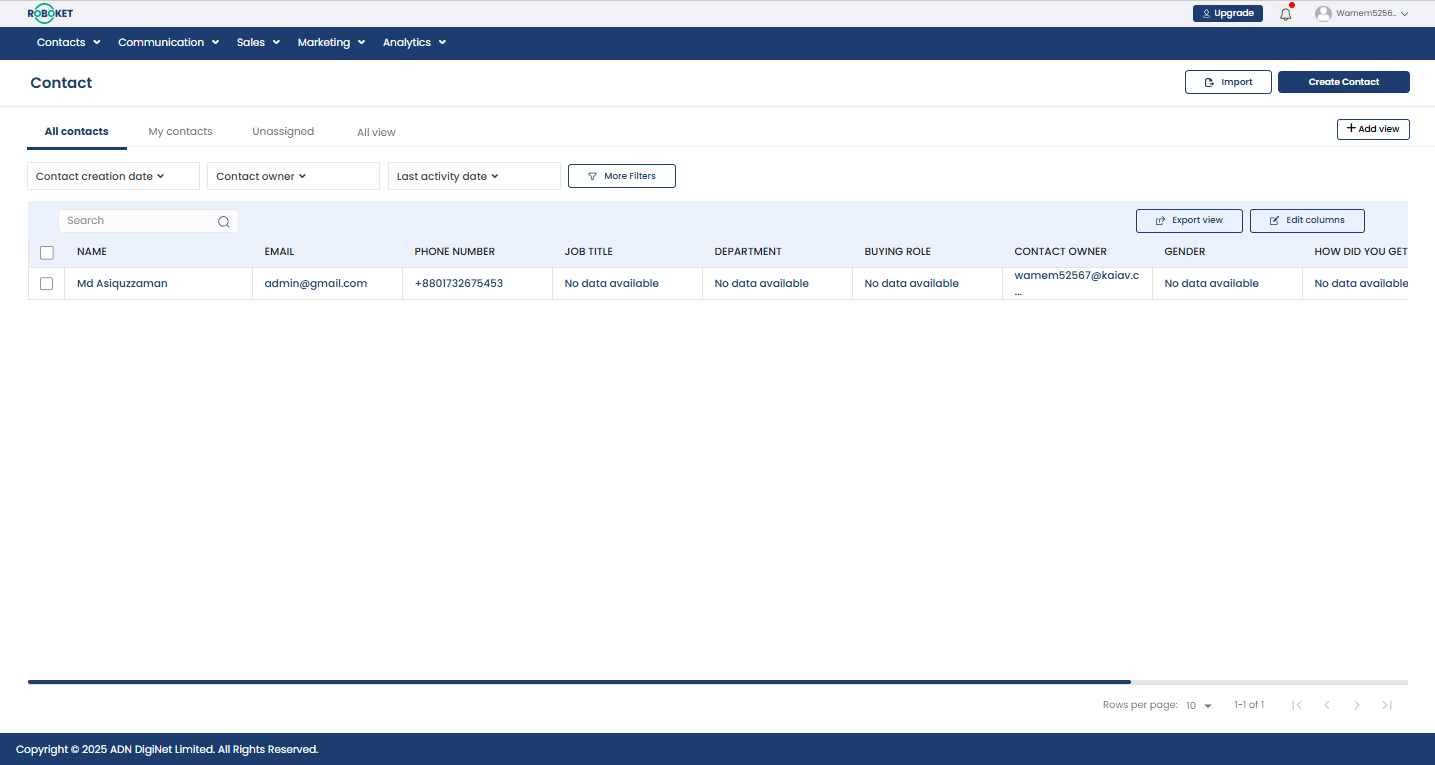 ROBOKET
Upgrade
Wamem5256..
Contacts Communication Sales Marketing Analytics
Contact
Import
Create Contact
All contacts My contacts Unassigned All view
+ Add view
Contact creation date Contact owner Last activity date More Filters
Search
Export view Edit columns
NAME EMAIL PHONE NUMBER JOB TITLE DEPARTMENT BUYING ROLE CONTACT OWNER GENDER HOW DID YOU GET
Md Asiquzzaman admin@gmail.com +8801732675453 No data available No data available No data available wamem52567@kaiav.c... No data available No data available
Rows per page: 10 1-1 of 1
Copyright © 2025 ADN DigiNet Limited. All Rights Reserved.